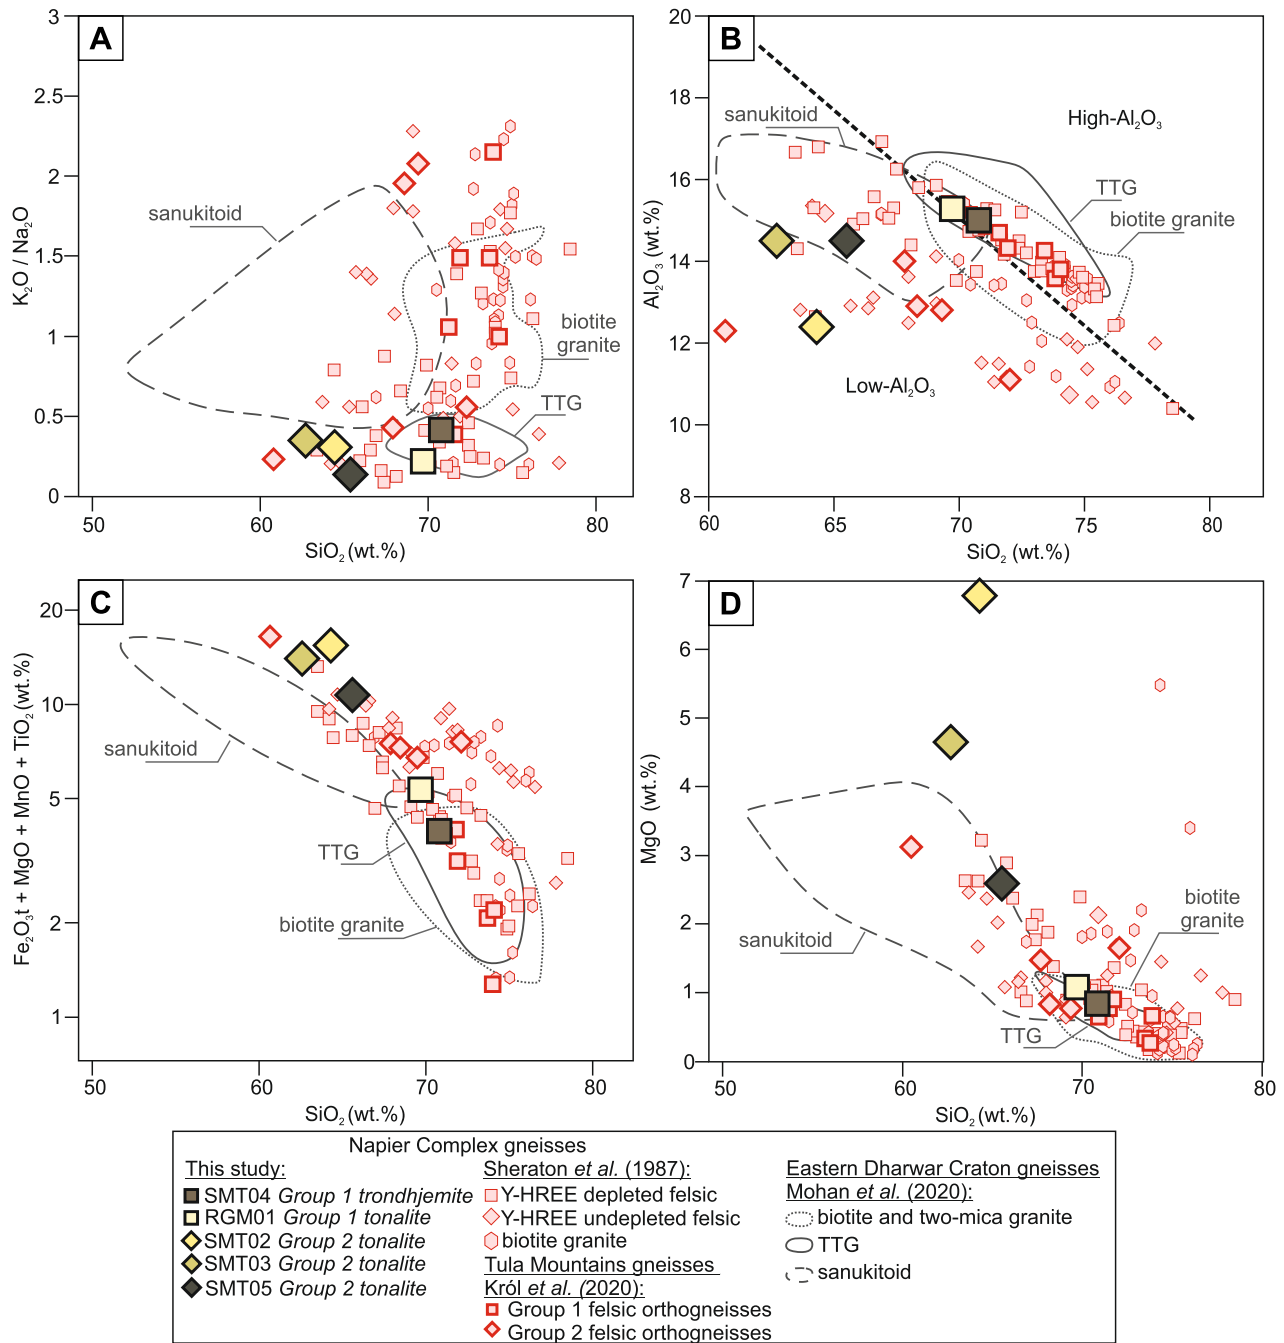 A
3
2.5
2
1.5
1
0.5
0
K2O / Na2O
sanukitoid
biotite
granite
TTG
50
60
70
80
SiO2 (wt.%)
B
20
18
16
14
12
10
8
Al2O3 (wt.%)
sanukitoid
High-Al2O3
TTG
biotite granite
Low-Al2O3
60
65
70
75
80
SiO2 (wt.%)
C
20
10
5
2
1
Fe2O3t + MgO + MnO + TiO2 (wt.%)
sanukitoid
TTG
biotite granite
50
60
70
80
SiO2 (wt.%)
D
7
6
5
4
3
2
1
0
MgO (wt.%)
sanukitoid
biotite
granite
TTG
50
60
70
80
SiO2 (wt.%)
Napier Complex gneisses
This study:
SMT04 Group 1 trondhjemite
RGM01 Group 1 tonalite
SMT02 Group 2 tonalite
SMT03 Group 2 tonalite
SMT05 Group 2 tonalite
Sheraton et al. (1987):
Y-HREE depleted felsic
Y-HREE undepleted felsic
biotite granite
Tula Mountains gneisses
Król et al. (2020):
Group 1 felsic orthogneisses
Group 2 felsic orthogneisses
Eastern Dharwar Craton gneisses
Mohan et al. (2020):
biotite and two-mica granite
TTG
sanukitoid